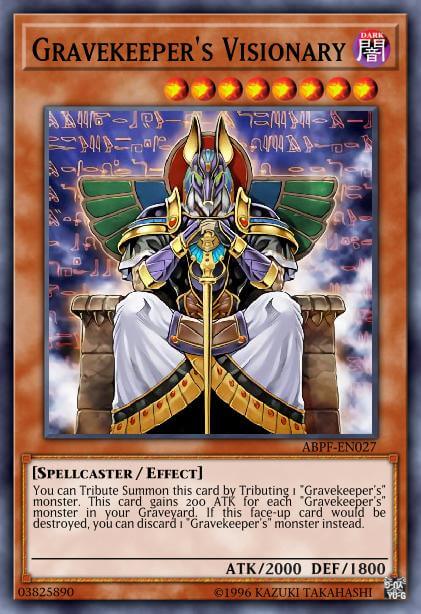 Gravekeeper's Visionary
DARK
闇
ABPF-EN027
[Spellcaster / Effect]
You can Tribute Summon this card by Tributing 1 "Gravekeeper's"
monster. This card gains 200 ATK for each "Gravekeeper's"
monster in your Graveyard. If this face-up card would be
destroyed, you can discard 1 "Gravekeeper's" monster instead.
ATK/2000 DEF/1800
03825890
©1996 KAZUKI TAKAHASHI